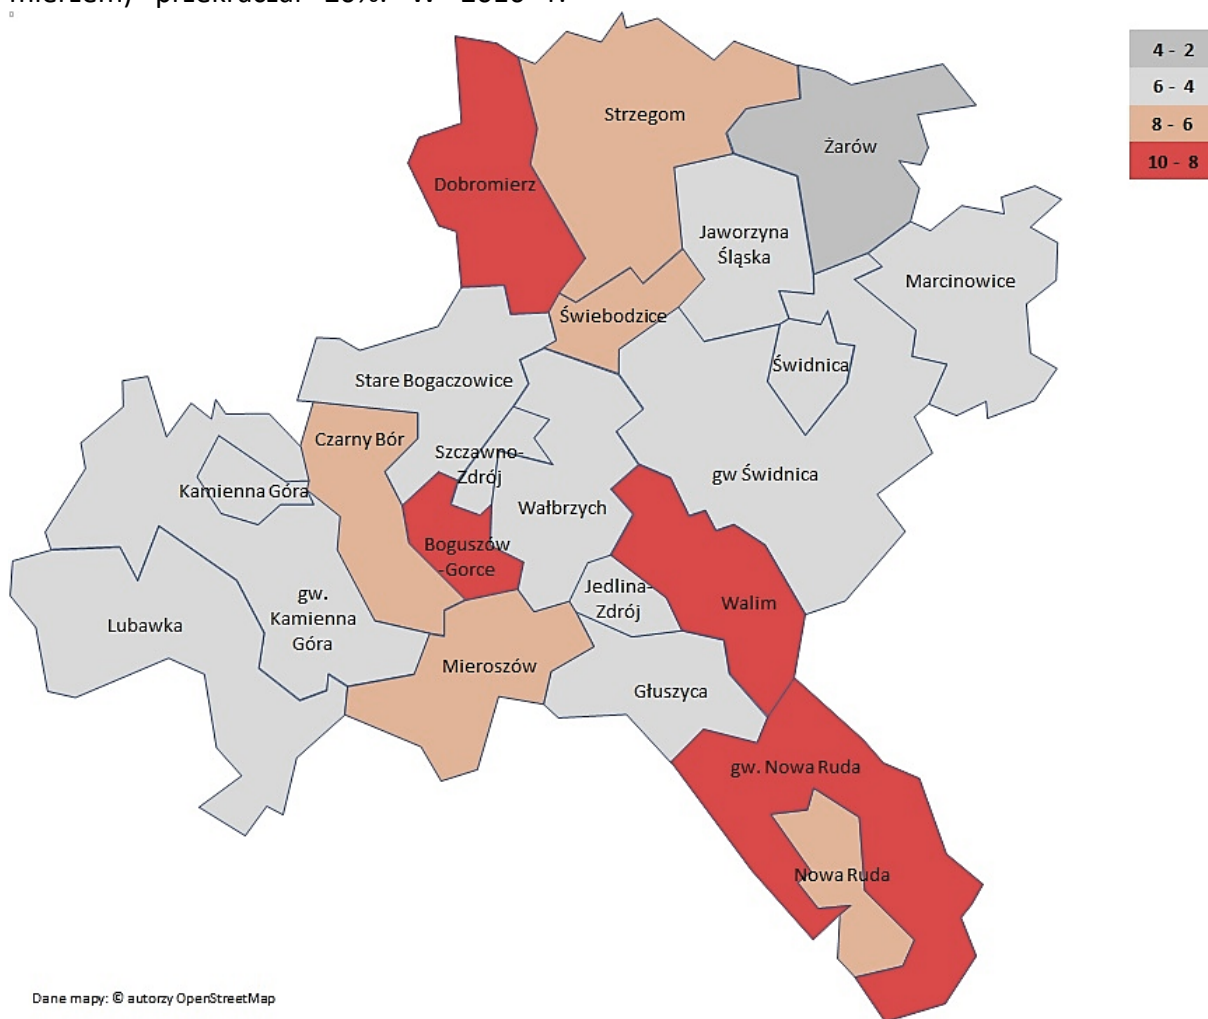 4 - 2
6 - 4
8 - 6
10 - 8
Strzegom
Żarów
Dobromierz
Jaworzyna
Śląska
Marcinowice
Świebodzice
Świdnica
Stare Bogaczowice
Czarny Bór
Szczawno-
Zdrój
gw Świdnica
Kamienna Góra
Wałbrzych
Boguszów
-Gorce
Jedlina-
Zdrój
Walim
gw.
Kamienna
Góra
Lubawka
Mieroszów
Głuszyca
gw. Nowa Ruda
Nowa Ruda
Dane mapy: © autorzy OpenStreetMap